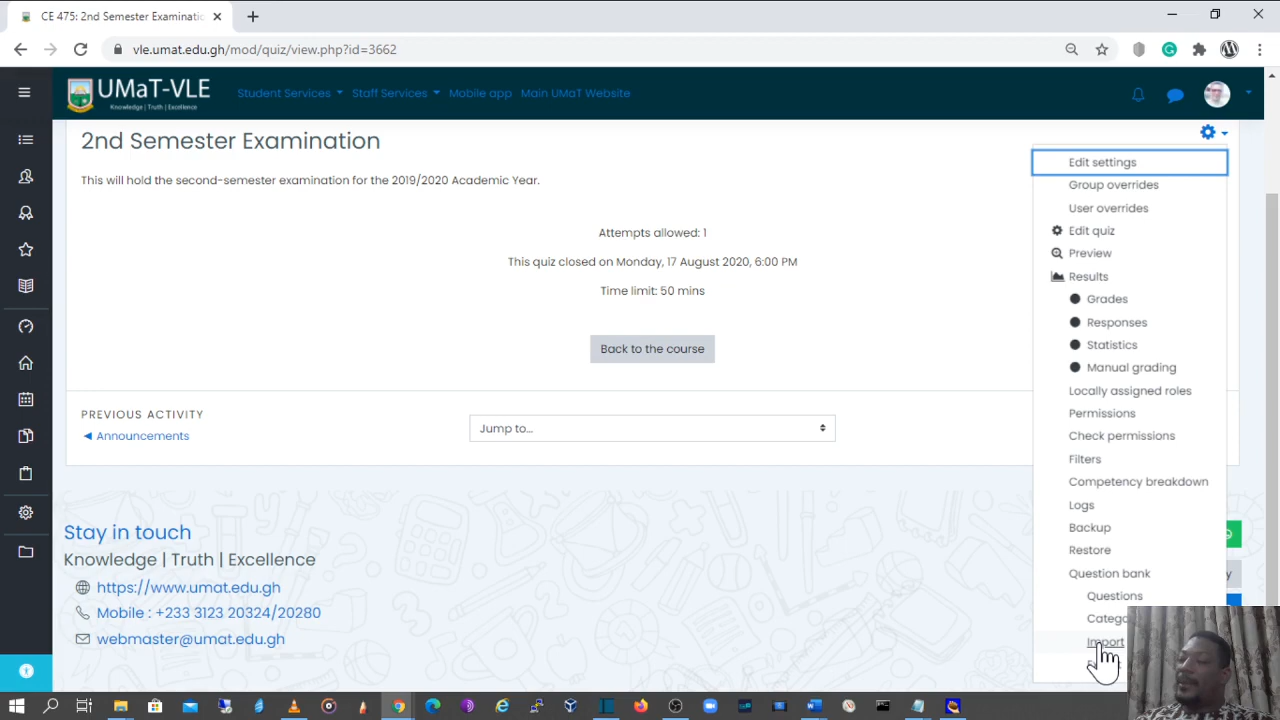 CE 475: 2nd Semester Examinatic
vle.umat.edu.gh/mod/quiz/view.php?id=3662
UMaT-VLE
Knowledge | Truth | Excellence
Student Services
Staff Services
Mobile app
Main UMaT Website
2nd Semester Examination
This will hold the second-semester examination for the 2019/2020 Academic Year.
Attempts allowed: 1
This quiz closed on Monday, 17 August 2020, 6:00 PM
Time limit: 50 mins
Back to the course
PREVIOUS ACTIVITY
◀ Announcements
Jump to...
Edit settings
Group overrides
User overrides
Edit quiz
Preview
Results
Grades
Responses
Statistics
Manual grading
Locally assigned roles
Permissions
Check permissions
Filters
Competency breakdown
Logs
Backup
Restore
Question bank
Questions
Catego
Import
Stay in touch
Knowledge | Truth | Excellence
https://www.umat.edu.gh
Mobile : +233 3123 20324/20280
webmaster@umat.edu.gh